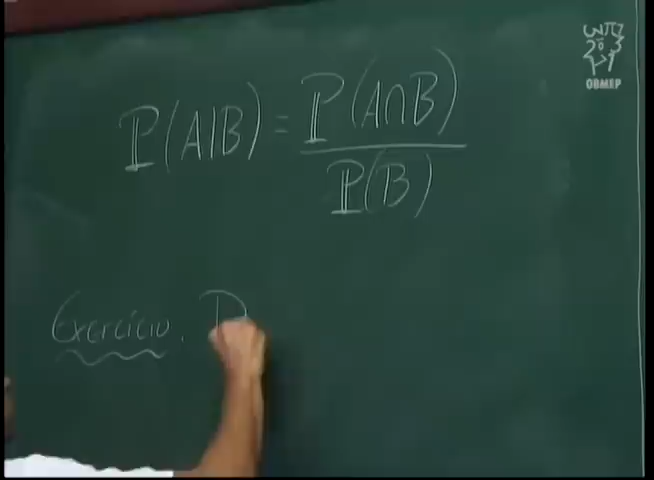 P(A|B) = P(A∩B)
P(B)
Exercício.
OBMEP